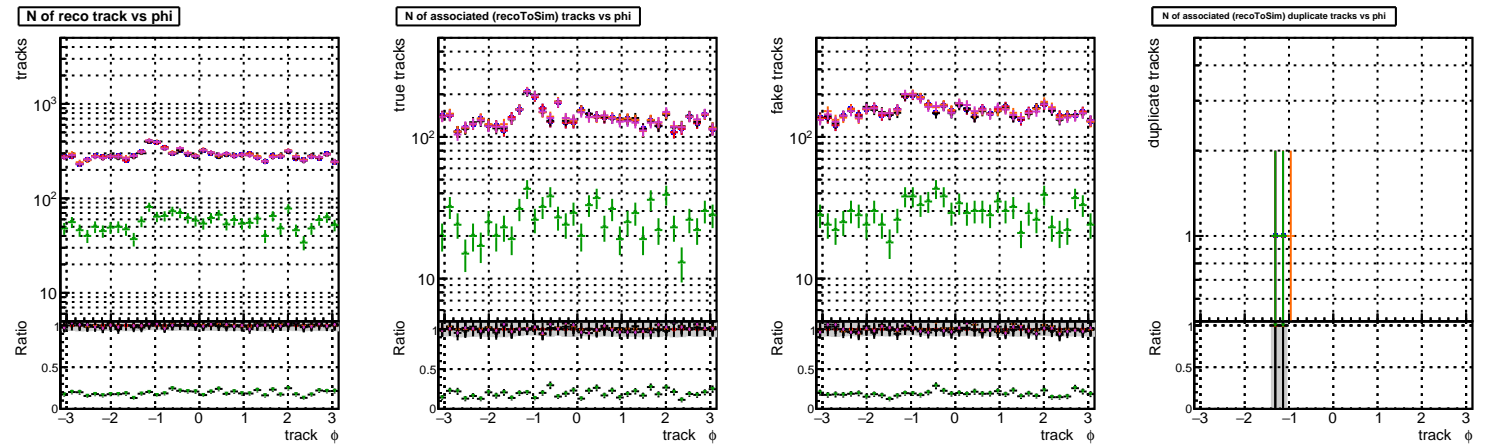 N of reco track vs phi
tracks
10³
10²
10
Ratio
1
0.5
0
−3 −2 −1 0 1 2 3
track φ
N of associated (recoToSim) tracks vs phi
true tracks
10²
10
Ratio
1
0.5
0
−3 −2 −1 0 1 2 3
track φ
fake tracks
10²
10
Ratio
1
0.5
0
−3 −2 −1 0 1 2 3
track φ
N of associated (recoToSim) duplicate tracks vs phi
duplicate tracks
1
Ratio
1
0.5
0
−3 −2 −1 0 1 2 3
track φ